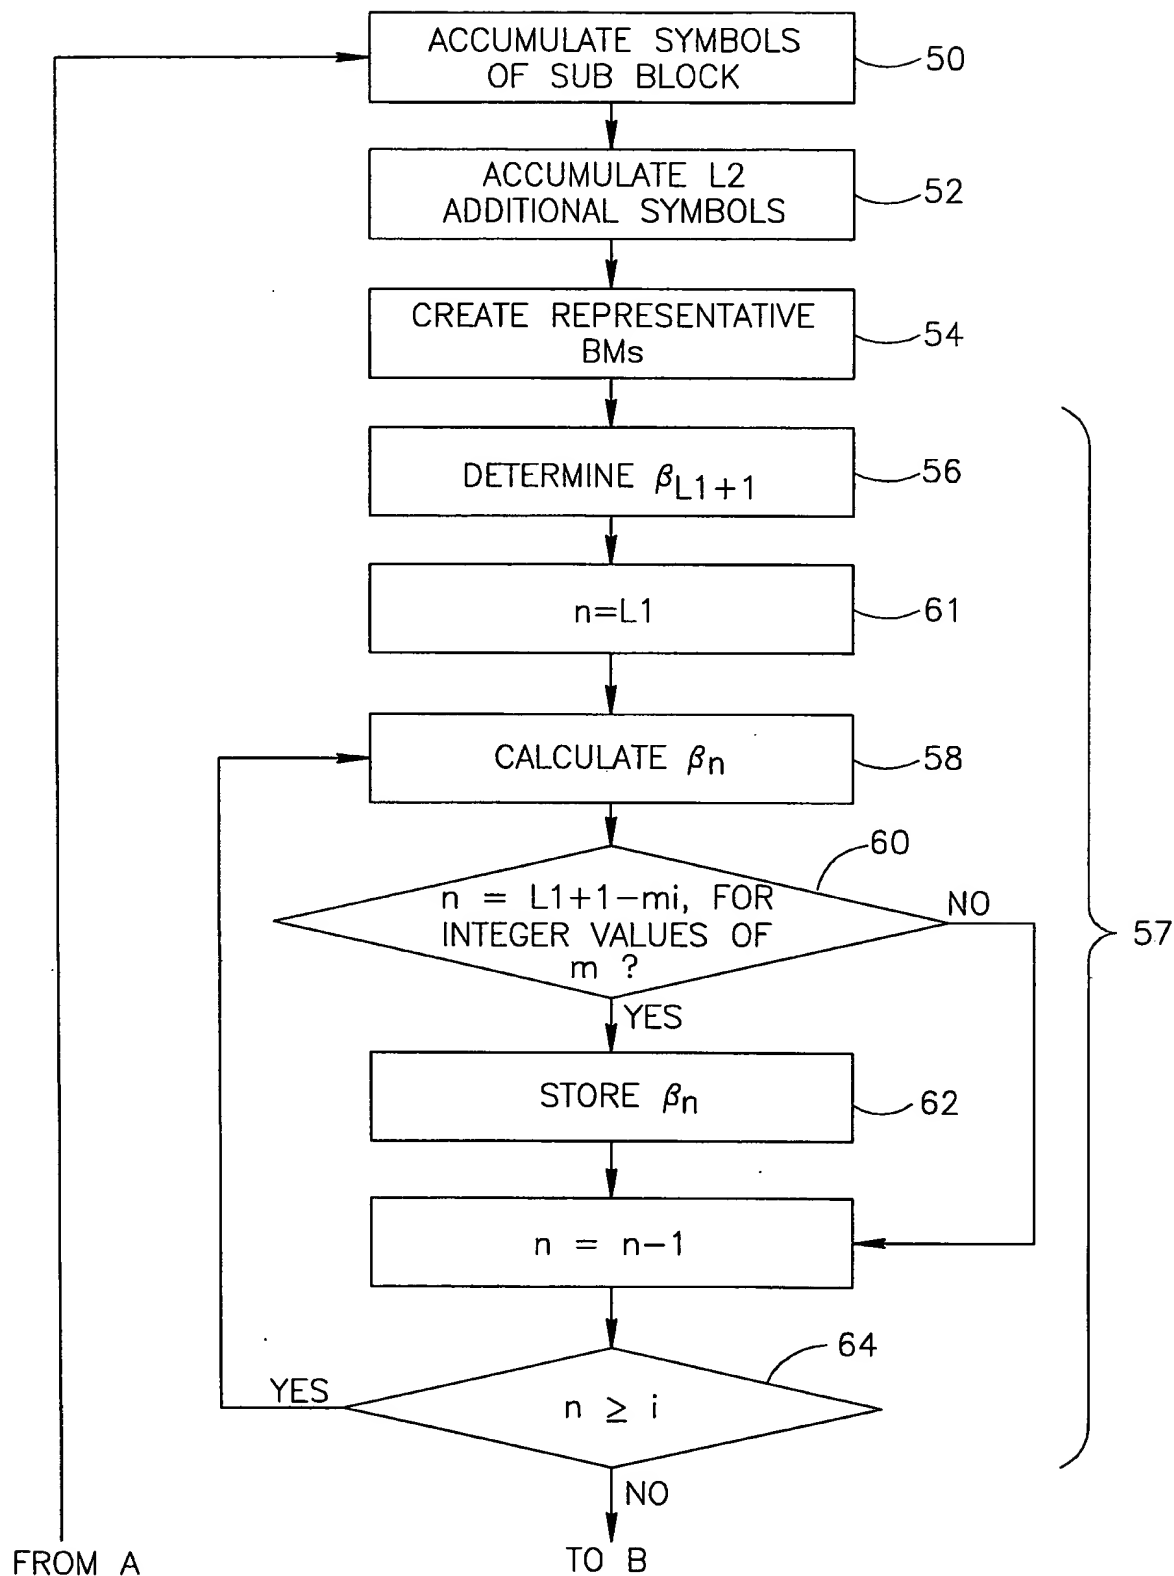 ACCUMULATE SYMBOLS
OF SUB BLOCK
50
ACCUMULATE L2
ADDITIONAL SYMBOLS
52
CREATE REPRESENTATIVE
BMs
54
DETERMINE βL1+1
56
n=L1
61
CALCULATE βn
58
60
n = L1+1-mi, FOR
INTEGER VALUES OF
m ?
NO
57
YES
STORE βn
62
n = n-1
64
YES
n ≥ i
NO
FROM A
TO B